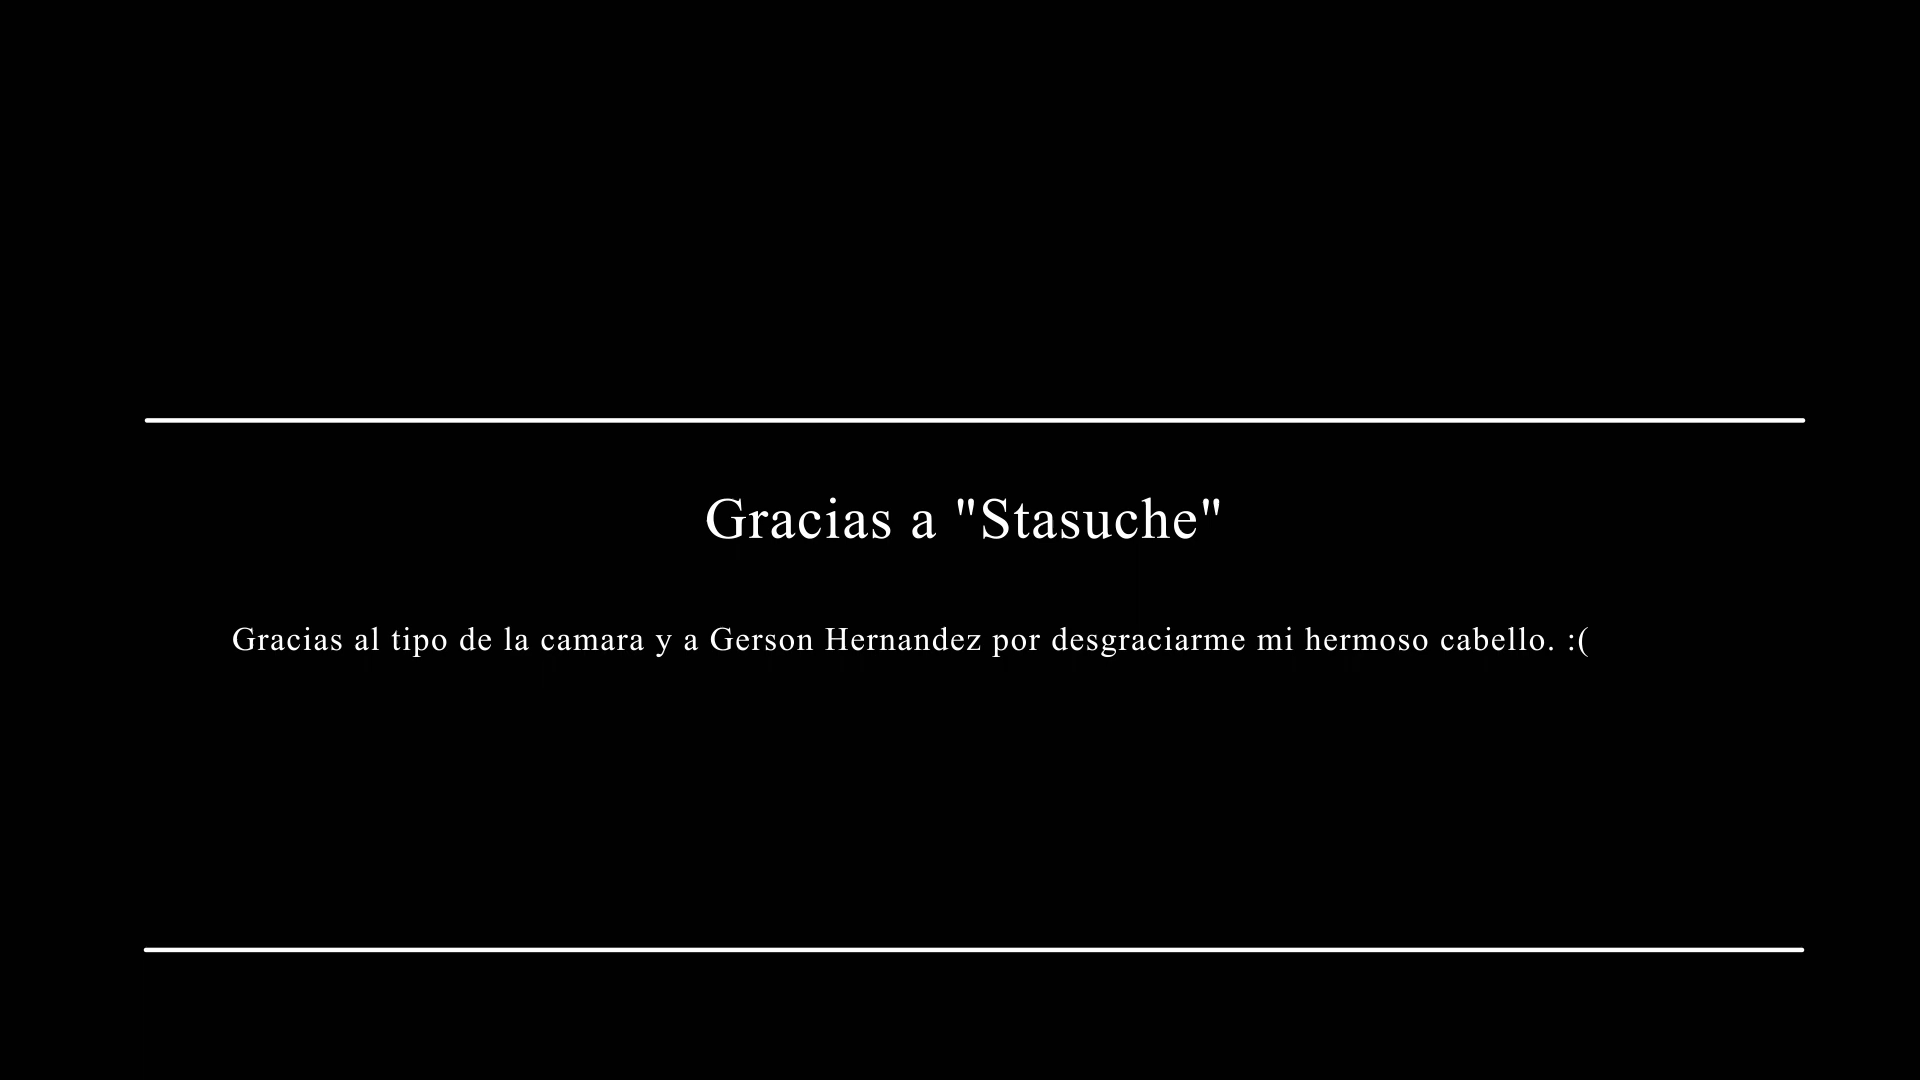 Gracias a "Stasuche"
Gracias al tipo de la camara y a Gerson Hernandez por desgraciarme mi hermoso cabello. :(